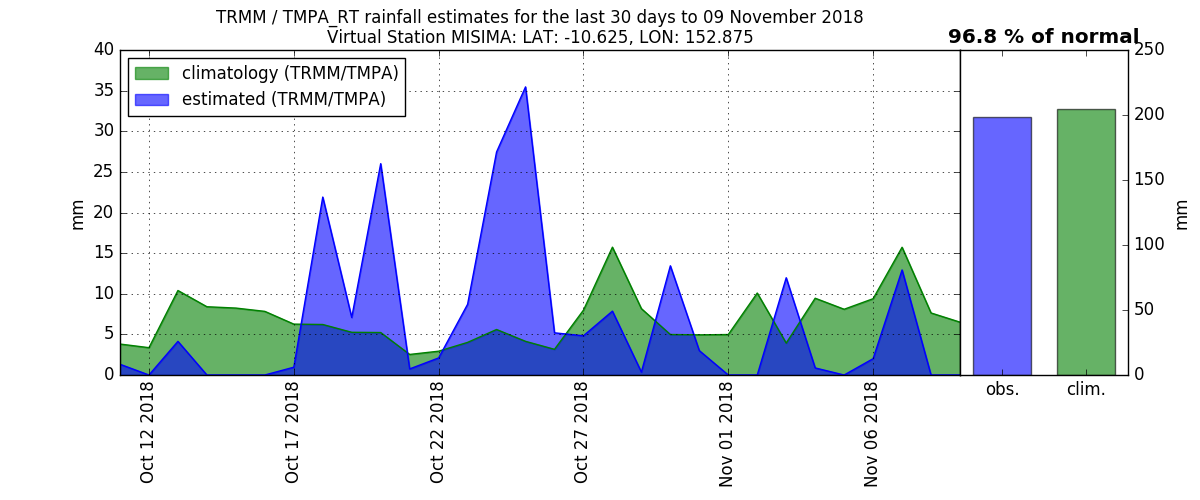 TRMM / TMPA_RT rainfall estimates for the last 30 days to 09 November 2018
Virtual Station MISIMA: LAT: -10.625, LON: 152.875
96.8 % of normal
climatology (TRMM/TMPA)
estimated (TRMM/TMPA)
40
35
30
25
20
15
10
5
0
mm
Oct 12 2018
Oct 17 2018
Oct 22 2018
Oct 27 2018
Nov 01 2018
Nov 06 2018
250
200
150
100
50
0
mm
obs.
clim.